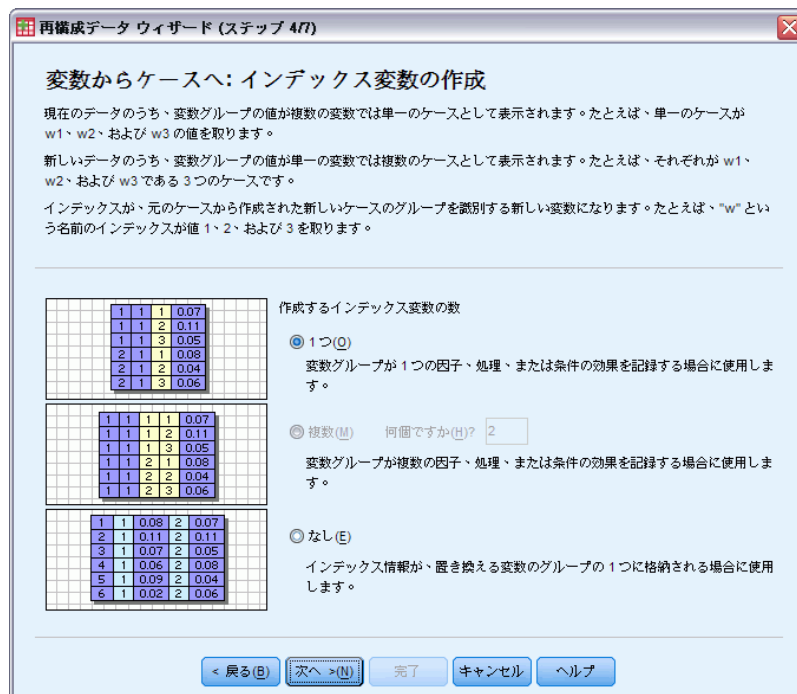 再構成データ ウィザード (ステップ 4/7)
変数からケースへ: インデックス変数の作成
現在のデータのうち、変数グループの値が複数の変数では単一のケースとして表示されます。たとえば、単一のケースが
w1、w2、および w3 の値を取ります。
新しいデータのうち、変数グループの値が単一の変数では複数のケースとして表示されます。たとえば、それぞれが w1、
w2、および w3 である 3 つのケースです。
インデックスが、元のケースから作成された新しいケースのグループを識別する新しい変数になります。たとえば、"w" とい
う名前のインデックスが値 1、2、および 3 を取ります。
1 1 1 0.07
1 1 2 0.11
1 1 3 0.05
2 1 1 0.08
2 1 2 0.04
2 1 3 0.06
作成するインデックス変数の数
1 つ(O)
変数グループが 1 つの因子、処理、または条件の効果を記録する場合に使用しま
す。
1 1 1 1 0.07
1 1 1 2 0.11
1 1 1 3 0.05
1 1 2 1 0.08
1 1 2 2 0.04
1 1 2 3 0.06
複数(M) 何個ですか(H)? 2
変数グループが複数の因子、処理、または条件の効果を記録する場合に使用しま
す。
1 1 0.08 2 0.07
2 1 0.11 2 0.11
3 1 0.07 2 0.05
4 1 0.06 2 0.08
5 1 0.09 2 0.04
6 1 0.02 2 0.06
なし(E)
インデックス情報が、置き換える変数のグループの 1 つに格納される場合に使用
します。
< 戻る(B) 次へ >(N) 完了 キャンセル ヘルプ